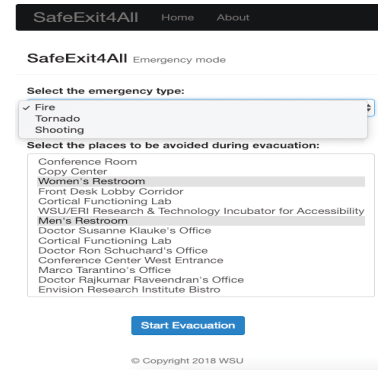 SafeExit4All Home About
SafeExit4All Emergency mode
Select the emergency type:
✓ Fire
Tornado
Shooting
Select the places to be avoided during evacuation:
Conference Room
Copy Center
Women's Restroom
Front Desk Lobby Corridor
Cortical Functioning Lab
WSU/ERI Research & Technology Incubator for Accessibility
Men's Restroom
Doctor Susanne Klauke's Office
Cortical Functioning Lab
Doctor Ron Schuchard's Office
Conference Center West Entrance
Marco Tarantino's Office
Doctor Rajkumar Raveendran's Office
Envision Research Institute Bistro
Start Evacuation
© Copyright 2018 WSU